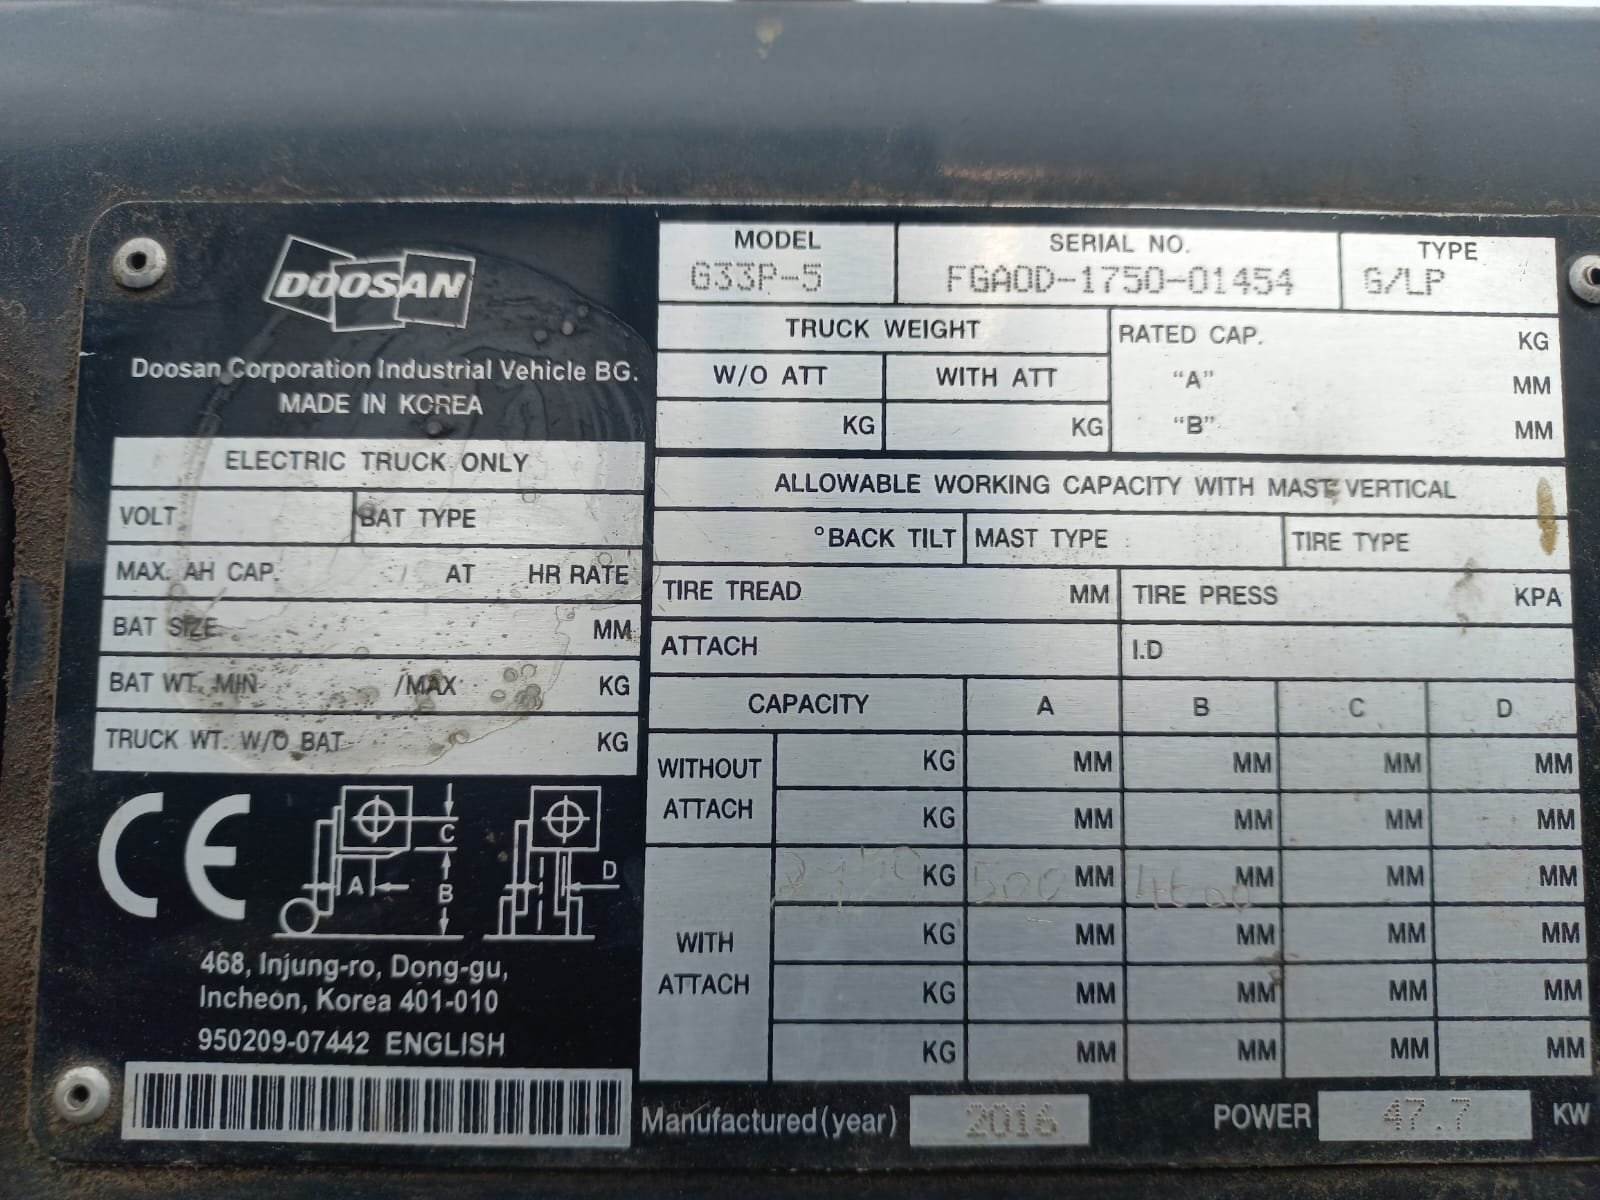 DOOSAN
Doosan Corporation Industrial Vehicle BG.
MADE IN KOREA
ELECTRIC TRUCK ONLY
VOLT BAT TYPE
MAX. AH CAP. AT HR RATE
BAT SIZE MM
BAT WT. MIN /MAX KG
TRUCK WT. W/O BAT KG
CE
A C B D
468, Injung-ro, Dong-gu,
Incheon, Korea 401-010
950209-07442 ENGLISH
MODEL SERIAL NO. TYPE
G33P-5 FGA0D-1750-01454 G/LP
TRUCK WEIGHT
W/O ATT WITH ATT
KG KG
RATED CAP. KG
"A" MM
"B" MM
ALLOWABLE WORKING CAPACITY WITH MAST VERTICAL
°BACK TILT MAST TYPE TIRE TYPE
TIRE TREAD MM TIRE PRESS KPA
ATTACH I.D
CAPACITY A B C D
WITHOUT ATTACH
KG MM MM MM MM
KG MM MM MM MM
WITH ATTACH
KG 500 MM 4600 MM MM MM
KG MM MM MM MM
KG MM MM MM MM
KG MM MM MM MM
Manufactured (year) 2016 POWER 47.7 KW